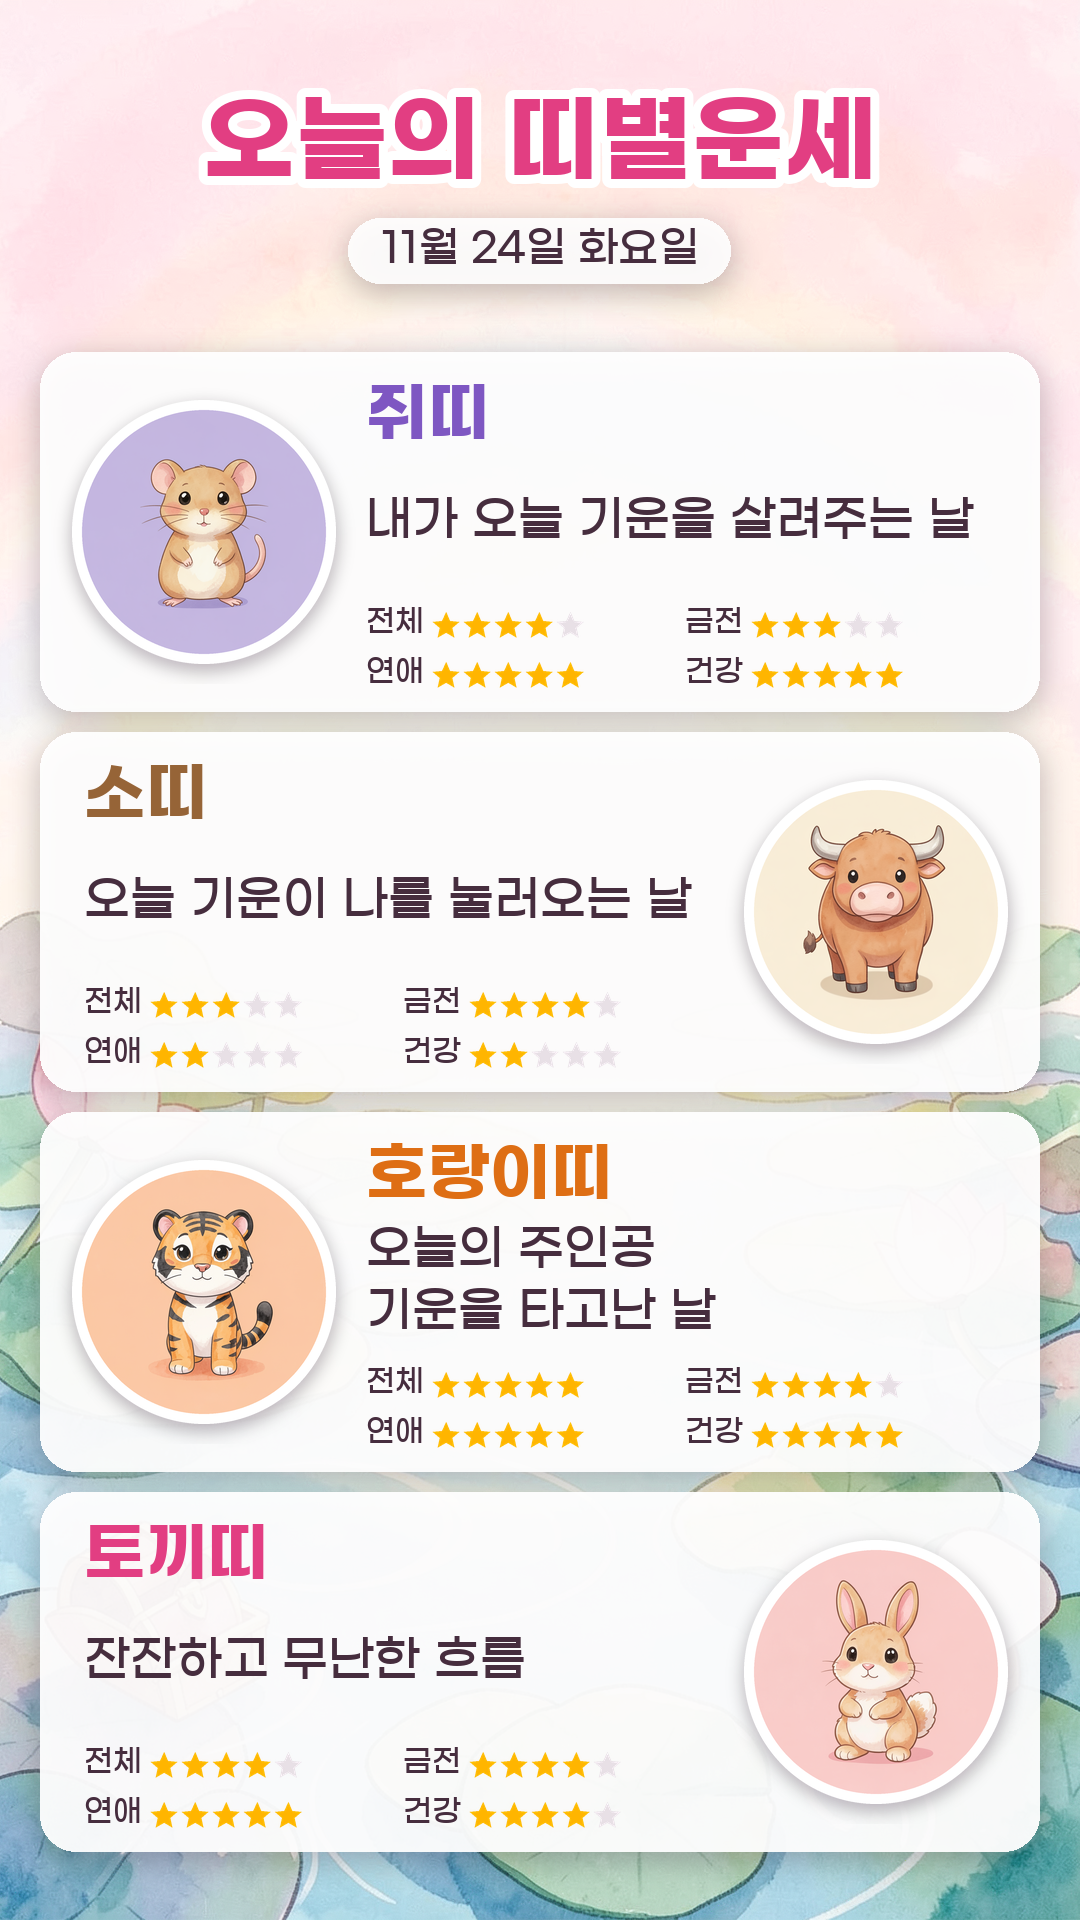 오늘의 띠별운세
11월 24일 화요일
쥐띠
내가 오늘 기운을 살려주는 날
전체 ★★★★★ 금전 ★★★★★
연애 ★★★★★ 건강 ★★★★★
소띠
오늘 기운이 나를 눌러오는 날
전체 ★★★★★ 금전 ★★★★★
연애 ★★★★★ 건강 ★★★★★
호랑이띠
오늘의 주인공
기운을 타고난 날
전체 ★★★★★ 금전 ★★★★★
연애 ★★★★★ 건강 ★★★★★
토끼띠
잔잔하고 무난한 흐름
전체 ★★★★★ 금전 ★★★★★
연애 ★★★★★ 건강 ★★★★★